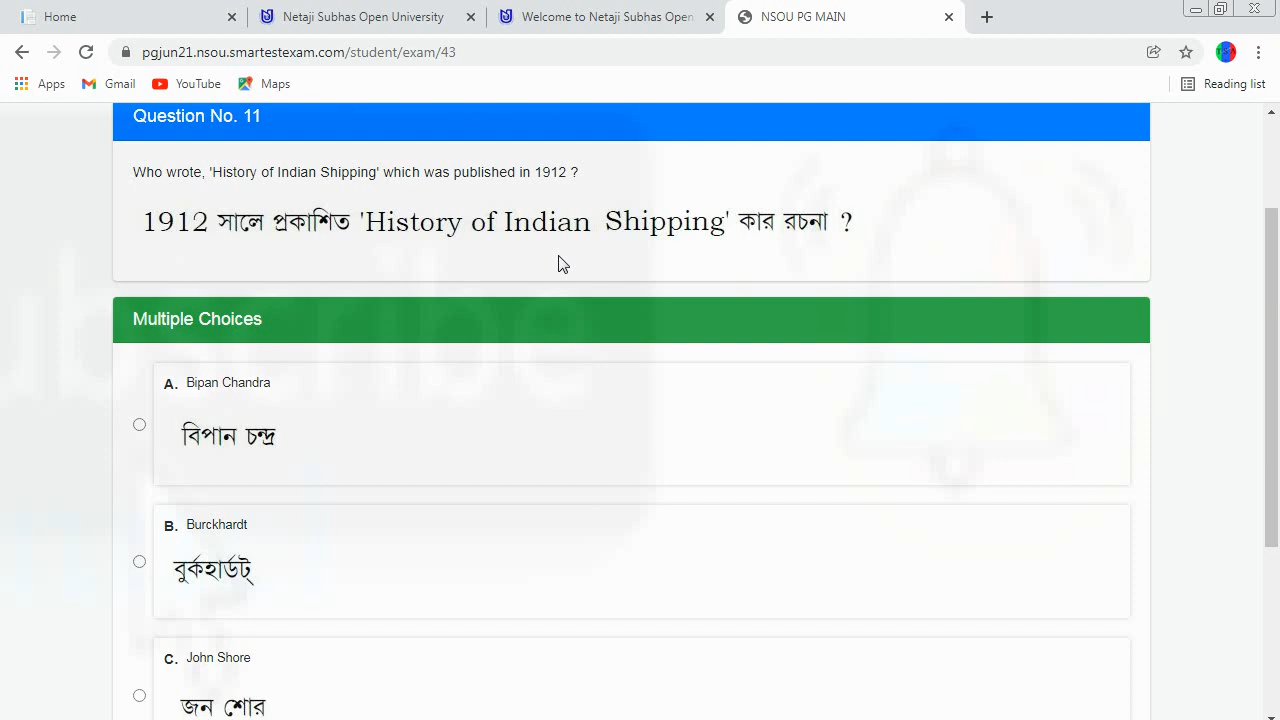 Home
Netaji Subhas Open University
Welcome to Netaji Subhas Open
NSOU PG MAIN
pgjun21.nsou.smartestexam.com/student/exam/43
Apps
Gmail
YouTube
Maps
Reading list
Question No. 11
Who wrote, 'History of Indian Shipping' which was published in 1912 ?
1912 সালে প্রকাশিত 'History of Indian Shipping' কার রচনা ?
Multiple Choices
A. Bipan Chandra
বিপান চন্দ্র
B. Burckhardt
বুর্কহার্ডট্
C. John Shore
জন শোর